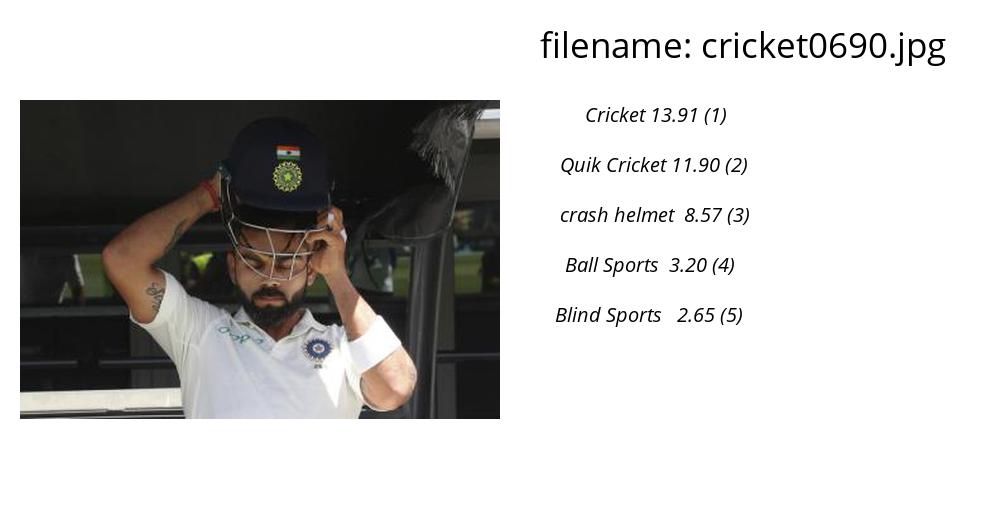 filename: cricket0690.jpg
Cricket 13.91 (1)
Quik Cricket 11.90 (2)
crash helmet 8.57 (3)
Ball Sports 3.20 (4)
Blind Sports 2.65 (5)